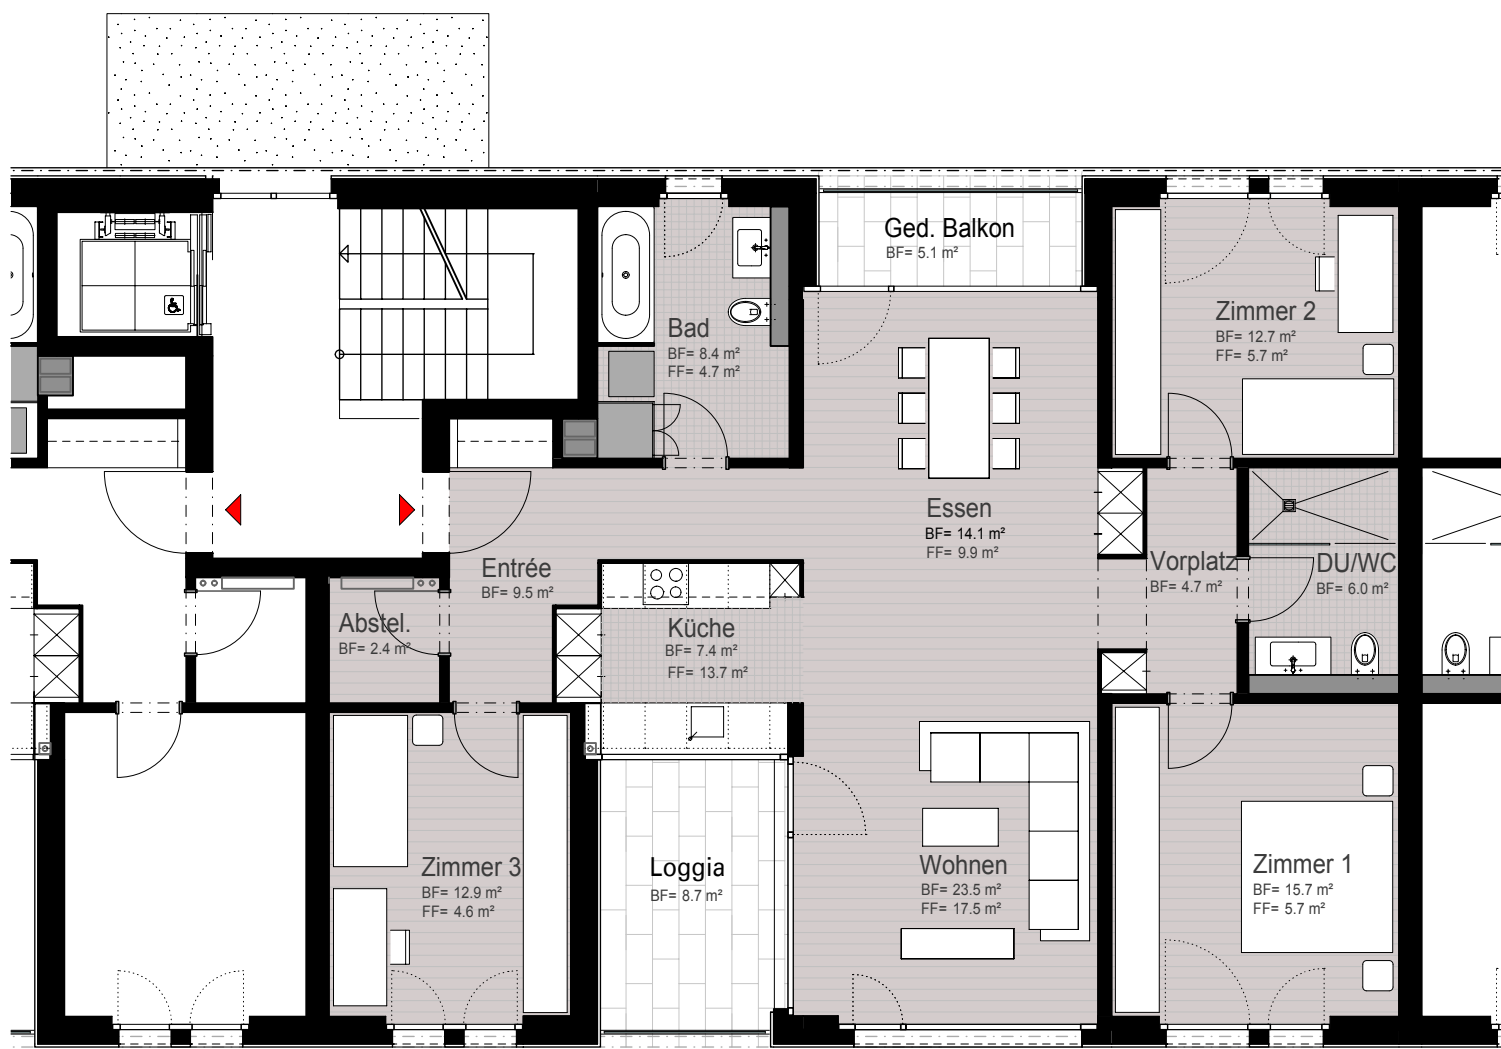 Ged. Balkon
BF= 5.1 m²
Zimmer 2
BF= 12.7 m²
FF= 5.7 m²
Bad
BF= 8.4 m²
FF= 4.7 m²
Essen
BF= 14.1 m²
FF= 9.9 m²
Entrée
BF= 9.5 m²
Vorplatz
BF= 4.7 m²
DU/WC
BF= 6.0 m²
Abstel.
BF= 2.4 m²
Küche
BF= 7.4 m²
FF= 13.7 m²
Zimmer 3
BF= 12.9 m²
FF= 4.6 m²
Loggia
BF= 8.7 m²
Wohnen
BF= 23.5 m²
FF= 17.5 m²
Zimmer 1
BF= 15.7 m²
FF= 5.7 m²